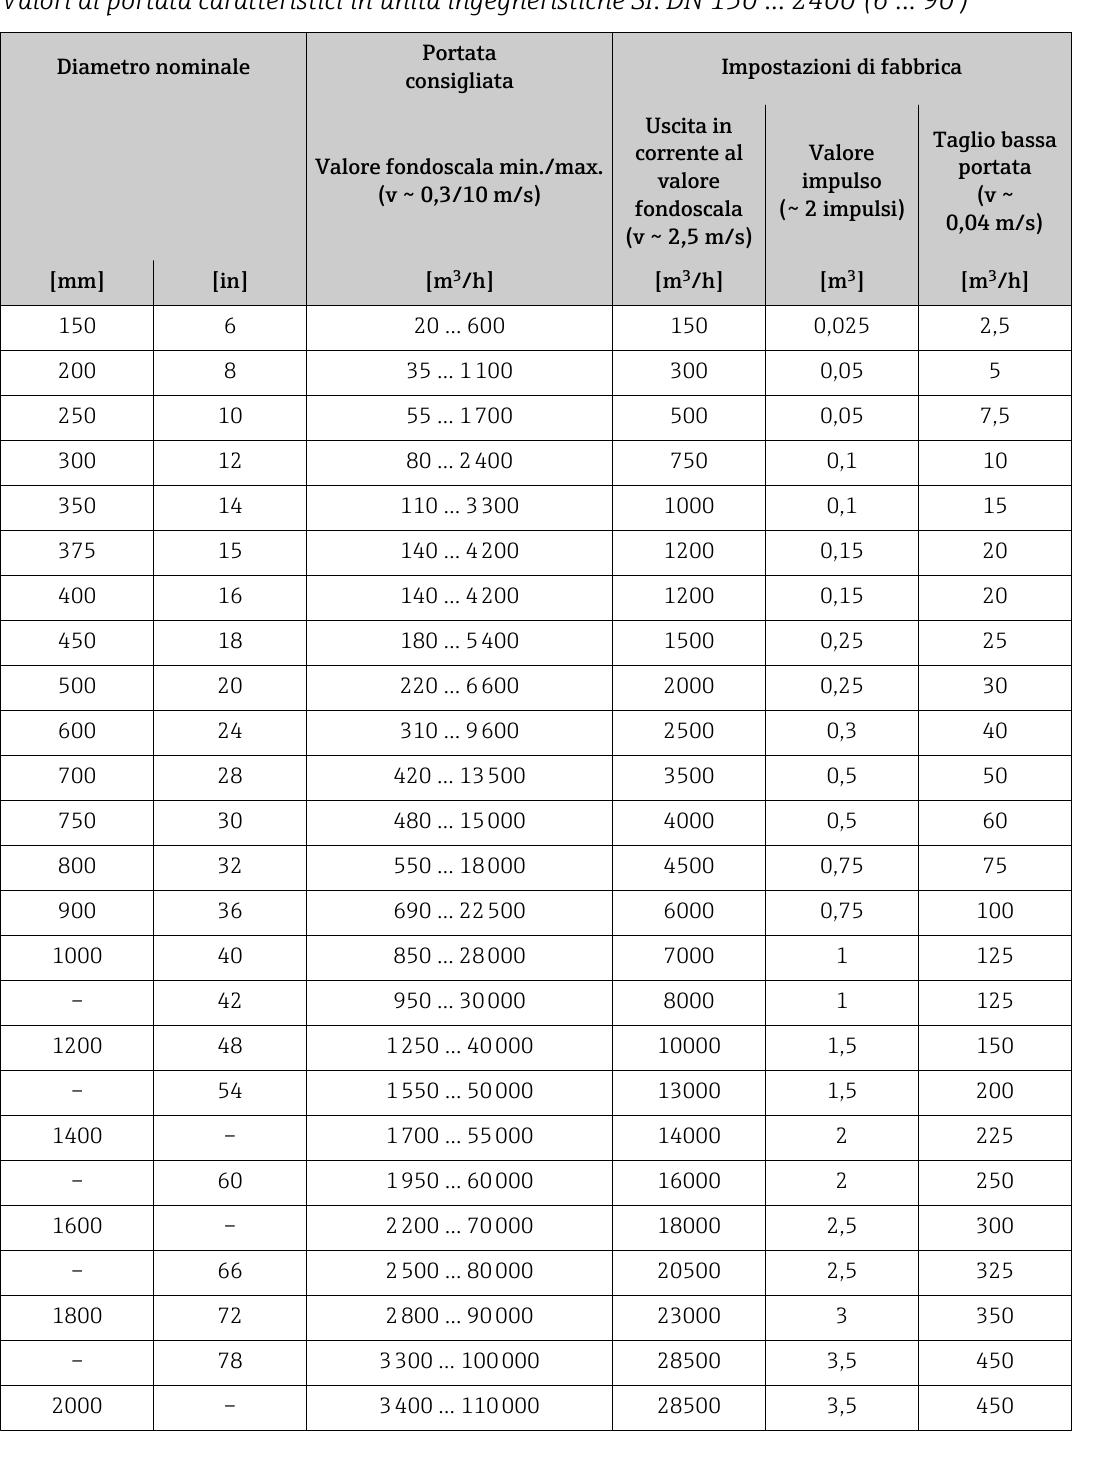 Valori di portata caratteristici in unità ingegneristiche SI: DN 150 … 2400 (6 … 90")
Diametro nominale
Portata
consigliata
Impostazioni di fabbrica
Valore fondoscala min./max.
(v ~ 0,3/10 m/s)
Uscita in
corrente al
valore
fondoscala
(v ~ 2,5 m/s)
Valore
impulso
(~ 2 impulsi)
Taglio bassa
portata
(v ~
0,04 m/s)
[mm] [in] [m³/h] [m³/h] [m³] [m³/h]
150 6 20 … 600 150 0,025 2,5
200 8 35 … 1 100 300 0,05 5
250 10 55 … 1 700 500 0,05 7,5
300 12 80 … 2 400 750 0,1 10
350 14 110 … 3 300 1000 0,1 15
375 15 140 … 4 200 1200 0,15 20
400 16 140 … 4 200 1200 0,15 20
450 18 180 … 5 400 1500 0,25 25
500 20 220 … 6 600 2000 0,25 30
600 24 310 … 9 600 2500 0,3 40
700 28 420 … 13 500 3500 0,5 50
750 30 480 … 15 000 4000 0,5 60
800 32 550 … 18 000 4500 0,75 75
900 36 690 … 22 500 6000 0,75 100
1000 40 850 … 28 000 7000 1 125
– 42 950 … 30 000 8000 1 125
1200 48 1 250 … 40 000 10000 1,5 150
– 54 1 550 … 50 000 13000 1,5 200
1400 – 1 700 … 55 000 14000 2 225
– 60 1 950 … 60 000 16000 2 250
1600 – 2 200 … 70 000 18000 2,5 300
– 66 2 500 … 80 000 20500 2,5 325
1800 72 2 800 … 90 000 23000 3 350
– 78 3 300 … 100 000 28500 3,5 450
2000 – 3 400 … 110 000 28500 3,5 450